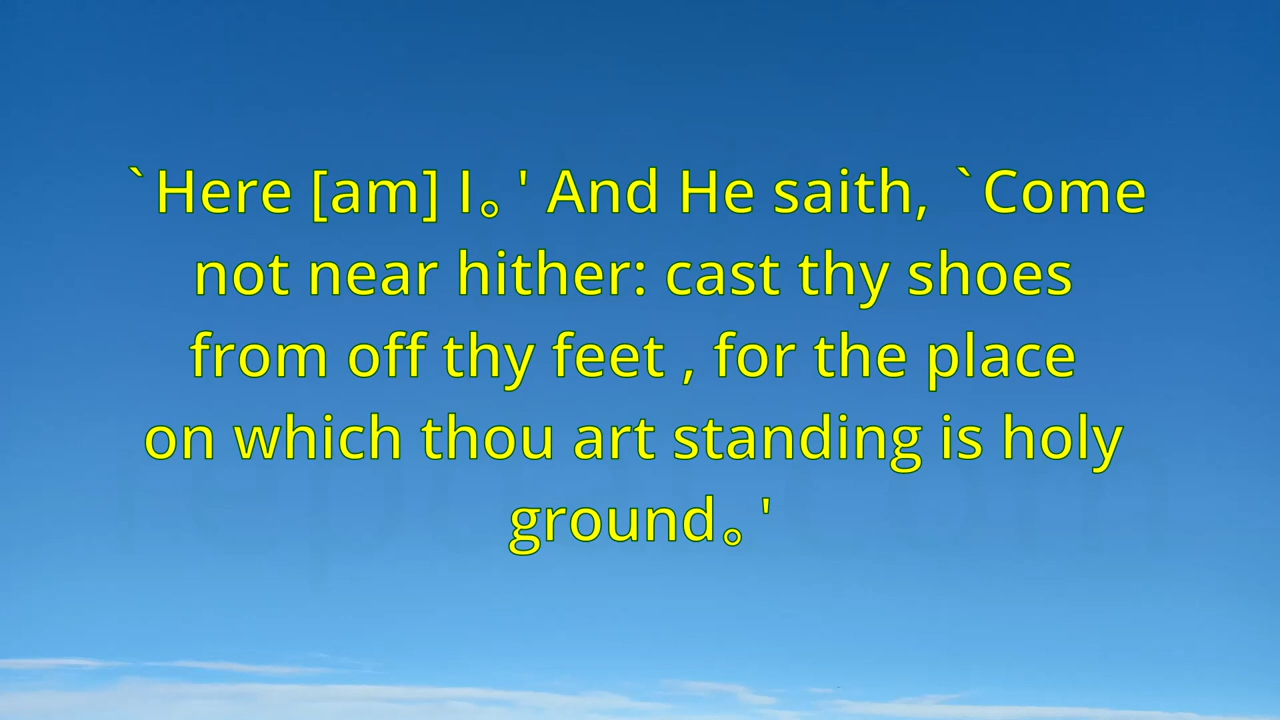 `Here [am] I。' And He saith, `Come
not near hither: cast thy shoes
from off thy feet , for the place
on which thou art standing is holy
ground。'